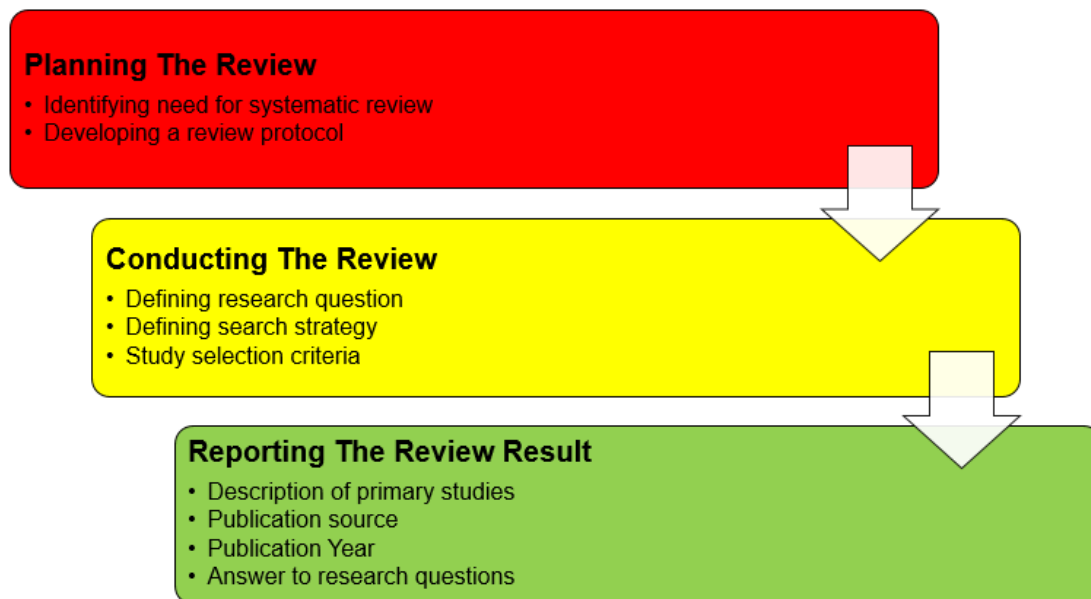 Planning The Review
• Identifying need for systematic review
• Developing a review protocol
Conducting The Review
• Defining research question
• Defining search strategy
• Study selection criteria
Reporting The Review Result
• Description of primary studies
• Publication source
• Publication Year
• Answer to research questions